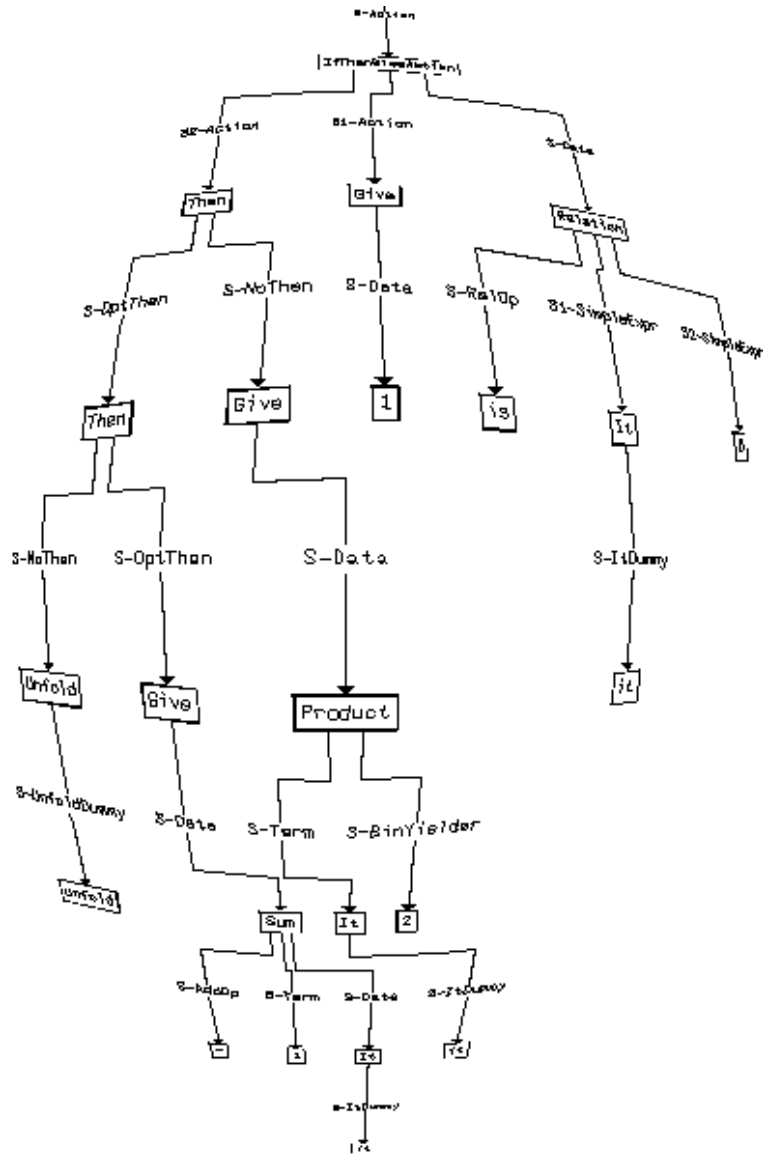 S-Action
IfThenElseAction
S2-Action
S1-Action
S-Data
Then
Give
Relation
S-OptThen
S-NoThen
S-Data
S-RelOp
S1-SimpleExpr
S2-SimpleExpr
Then
Give
1
is
It
0
S-NoThen
S-OptThen
S-Data
S-ItDummy
Unfold
Give
Product
it
S-UnfoldDummy
S-Data
S-Term
S-BinYielder
unfold
Sum
It
2
S-AddOp
S-Term
S-Data
S-ItDummy
-
1
It
it
S-ItDummy
it